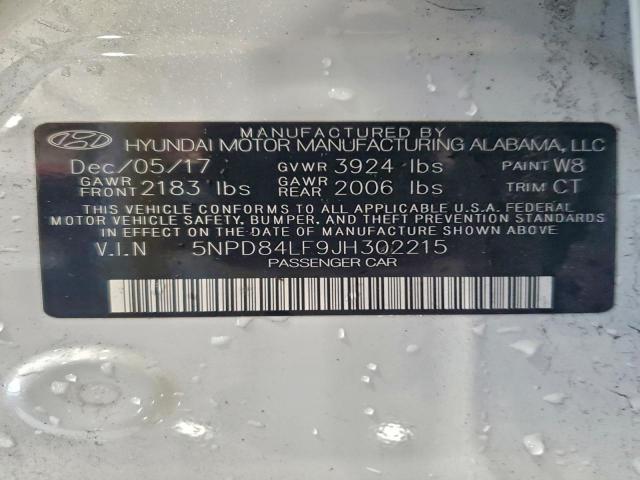 MANUFACTURED BY
HYUNDAI MOTOR MANUFACTURING ALABAMA, LLC
Dec/05/17 GVWR 3924 lbs PAINT W8
GAWR FRONT 2183 lbs GAWR REAR 2006 lbs TRIM CT
THIS VEHICLE CONFORMS TO ALL APPLICABLE U.S.A. FEDERAL
MOTOR VEHICLE SAFETY, BUMPER, AND THEFT PREVENTION STANDARDS
IN EFFECT ON THE DATE OF MANUFACTURE SHOWN ABOVE.
V.I.N 5NPD84LF9JH302215
PASSENGER CAR